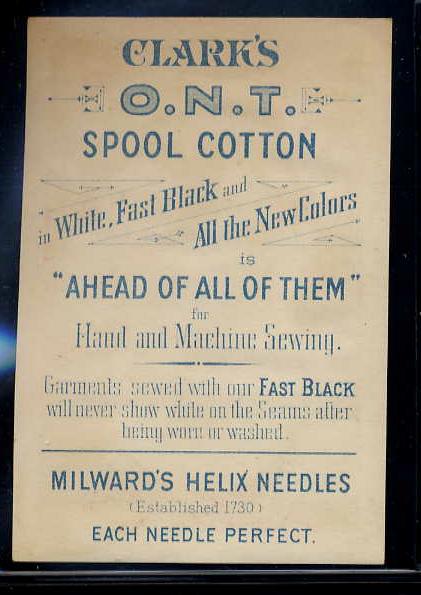 CLARK'S
O.N.T.
SPOOL COTTON
in White, Fast Black and
All the New Colors
is
"AHEAD OF ALL OF THEM"
for
Hand and Machine Sewing.
Garments sewed with our FAST BLACK
will never show white on the Seams after
being worn or washed.
MILWARD'S HELIX NEEDLES
(Established 1730)
EACH NEEDLE PERFECT.